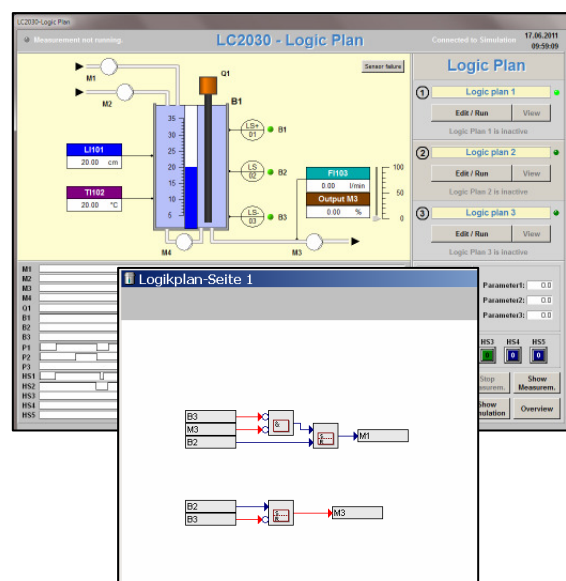 LC2030-Logic Plan
Measurement not running.
LC2030 - Logic Plan
Connected to Simulation
17.06.2011
09:59:09
M1
M2
Q1
B1
Sensor failure
35
30
25
20
15
10
5
LS+
01
B1
LS
02
B2
LS-
03
B3
LI101
20.00 cm
TI102
20.00 °C
FI103
0.00 l/min
Output M3
0.00 %
100
50
0
M4
M3
Logic Plan
1
Logic plan 1
Edit / Run
View
Logic Plan 1 is inactive
2
Logic plan 2
Edit / Run
View
Logic Plan 2 is inactive
3
Logic plan 3
Edit / Run
View
Logic Plan 3 is inactive
M1
M2
M3
M4
Q1
B1
B2
B3
P1
P2
P3
HS1
HS2
HS3
HS4
HS5
Parameter1: 0.0
Parameter2: 0.0
Parameter3: 0.0
HS3 HS4 HS5
0 0 0
Stop
Show
Measurem.
Show
Overview
Logikplan-Seite 1
B3
M3
B2
&
S
R
M1
B2
B3
S
R
M3